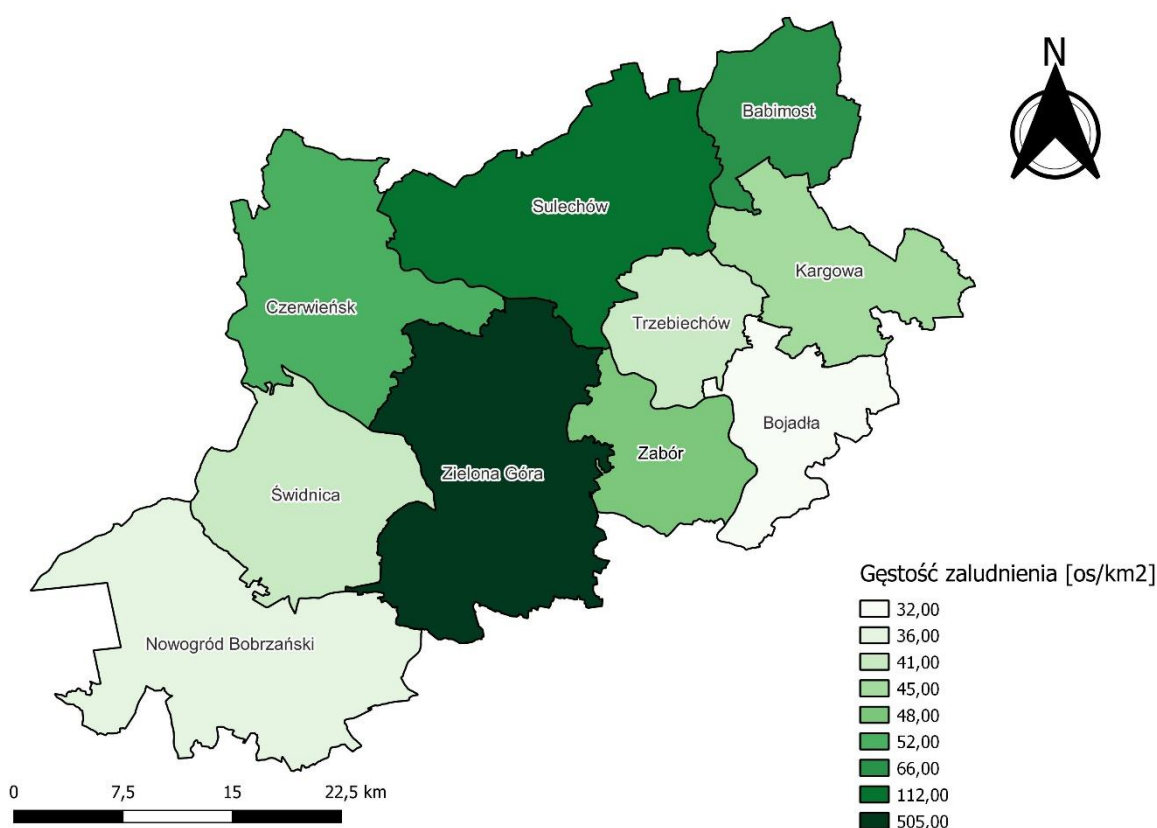 N
Babimost
Sulechów
Kargowa
Czerwieńsk
Trzebiechów
Bojadła
Zabór
Zielona Góra
Świdnica
Nowogród Bobrzański
Gęstość zaludnienia [os/km2]
32,00
36,00
41,00
45,00
48,00
52,00
66,00
112,00
505,00
0 7,5 15 22,5 km